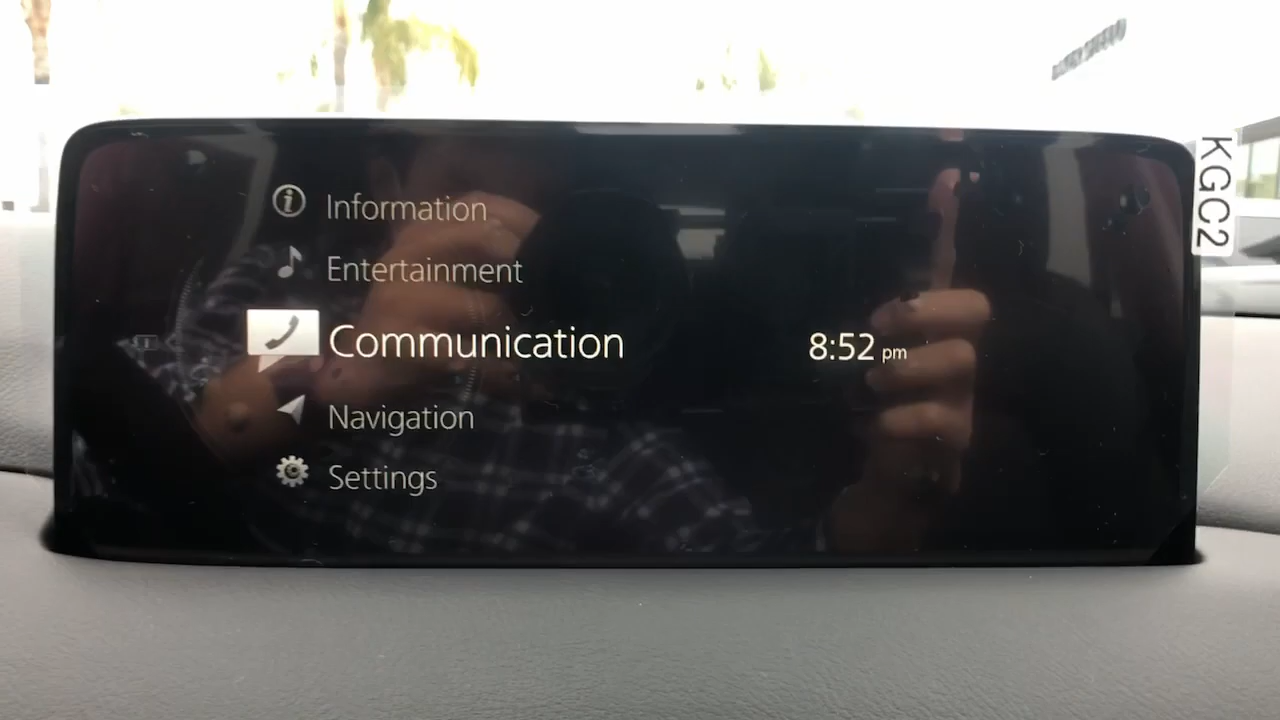 Information
Entertainment
Communication
8:52 pm
Navigation
Settings
KGC2